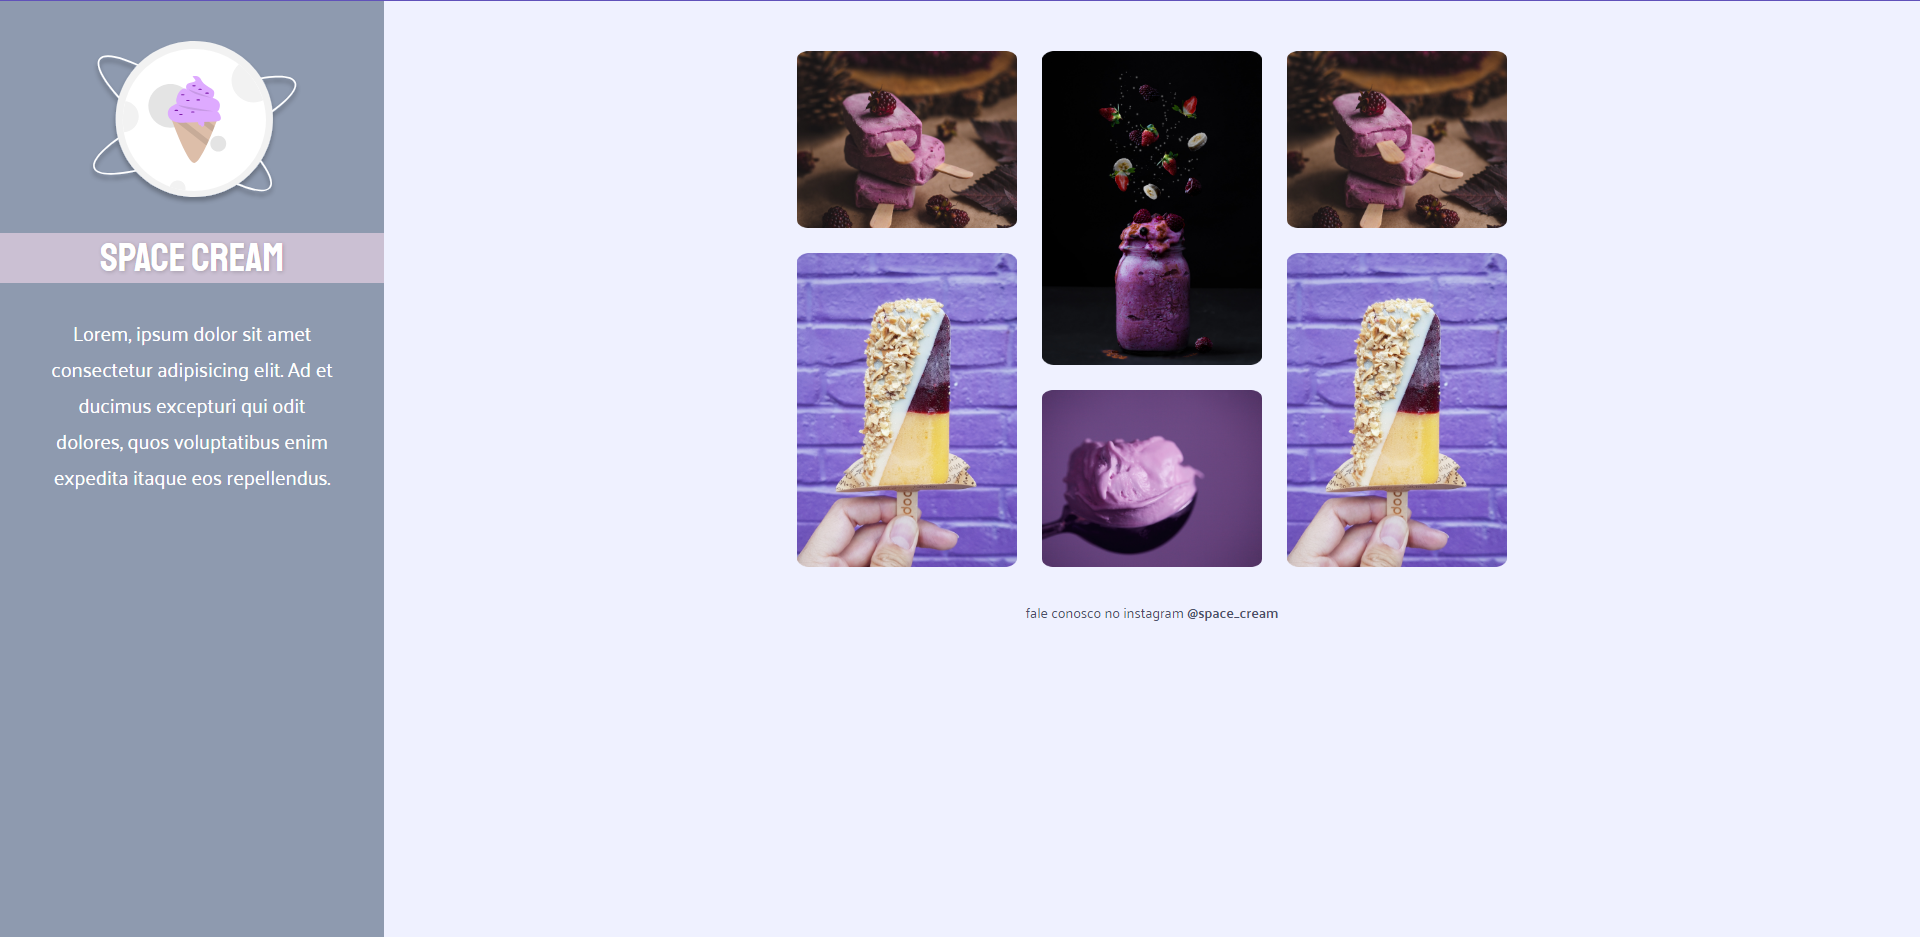 SPACE CREAM
Lorem, ipsum dolor sit amet
consectetur adipisicing elit. Ad et
ducimus excepturi qui odit
dolores, quos voluptatibus enim
expedita itaque eos repellendus.
fale conosco no instagram @space_cream